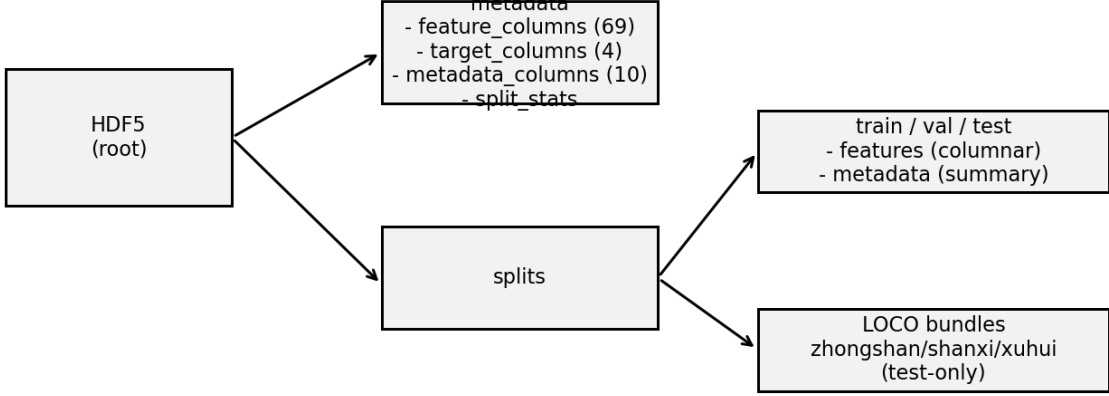 metadata
- feature_columns (69)
- target_columns (4)
- metadata_columns (10)
- split_stats
HDF5
(root)
train / val / test
- features (columnar)
- metadata (summary)
splits
LOCO bundles
zhongshan/shanxi/xuhui
(test-only)